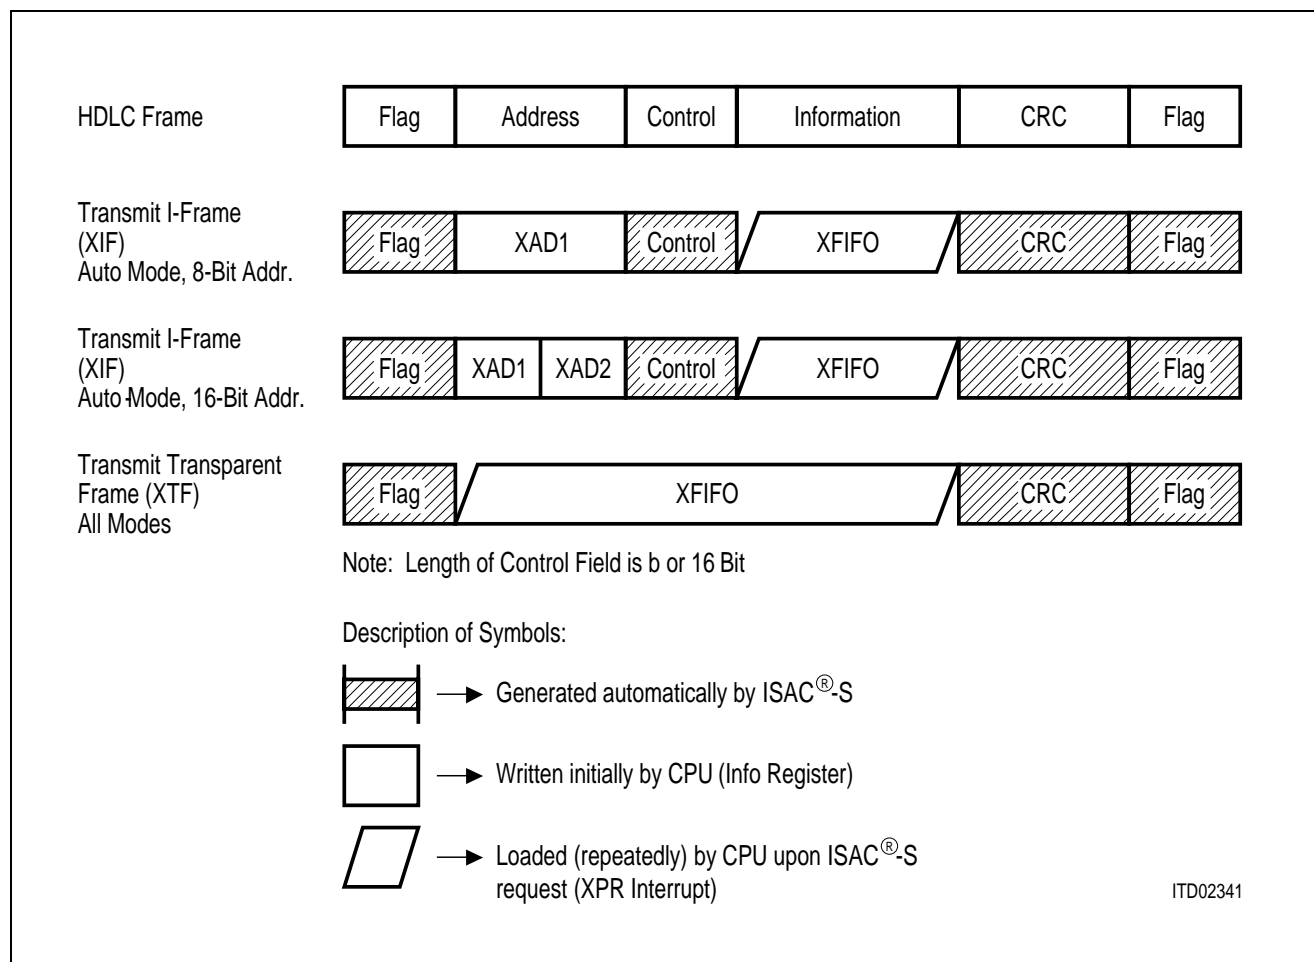 HDLC Frame Flag Address Control Information CRC Flag
Transmit I-Frame
(XIF)
Auto Mode, 8-Bit Addr.
Flag XAD1 Control XFIFO CRC Flag
Transmit I-Frame
(XIF)
Auto Mode, 16-Bit Addr.
Flag XAD1 XAD2 Control XFIFO CRC Flag
Transmit Transparent
Frame (XTF)
All Modes
Flag XFIFO CRC Flag
Note: Length of Control Field is b or 16 Bit
Description of Symbols:
Generated automatically by ISAC®-S
Written initially by CPU (Info Register)
Loaded (repeatedly) by CPU upon ISAC®-S
request (XPR Interrupt)
ITD02341